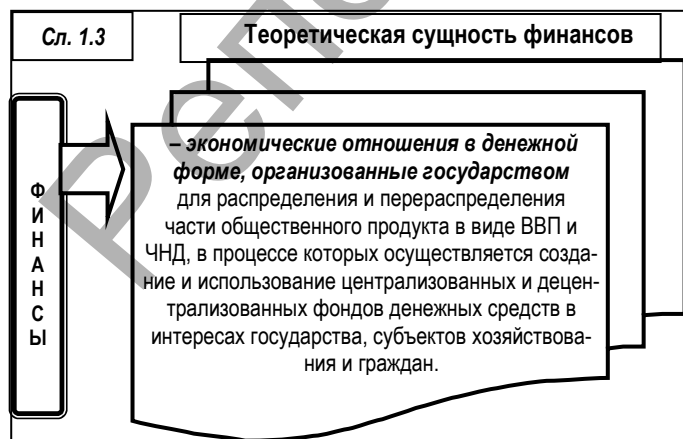 Сл. 1.3
Теоретическая сущность финансов
ФИНАНСЫ
– экономические отношения в денежной
форме, организованные государством
для распределения и перераспределения
части общественного продукта в виде ВВП и
ЧНД, в процессе которых осуществляется созда-
ние и использование централизованных и децен-
трализованных фондов денежных средств в
интересах государства, субъектов хозяйствова-
ния и граждан.